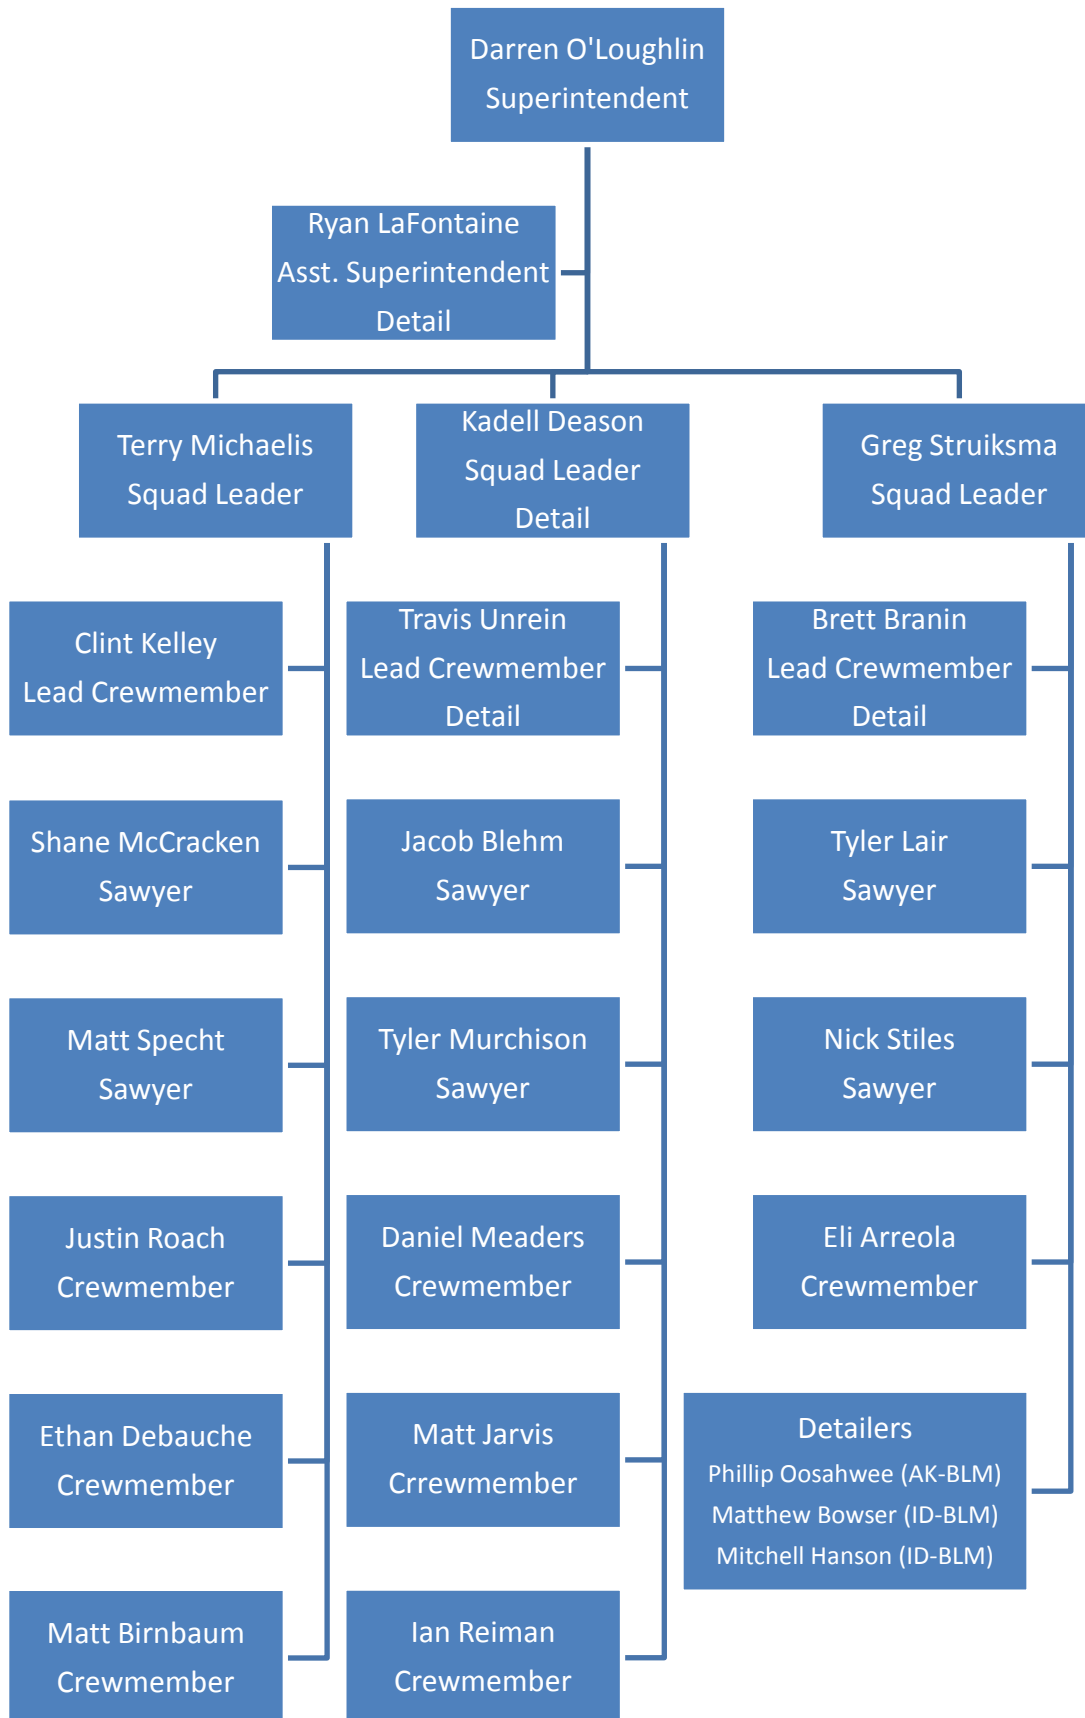 Darren O'Loughlin
Superintendent
Ryan LaFontaine
Asst. Superintendent
Detail
Terry Michaelis
Squad Leader
Kadell Deason
Squad Leader
Detail
Greg Struiksma
Squad Leader
Clint Kelley
Lead Crewmember
Travis Unrein
Lead Crewmember
Detail
Brett Branin
Lead Crewmember
Detail
Shane McCracken
Sawyer
Jacob Blehm
Sawyer
Tyler Lair
Sawyer
Matt Specht
Sawyer
Tyler Murchison
Sawyer
Nick Stiles
Sawyer
Justin Roach
Crewmember
Daniel Meaders
Crewmember
Eli Arreola
Crewmember
Ethan Debauche
Crewmember
Matt Jarvis
Crrewmember
Detailers
Phillip Oosahwee (AK-BLM)
Matthew Bowser (ID-BLM)
Mitchell Hanson (ID-BLM)
Matt Birnbaum
Crewmember
Ian Reiman
Crewmember